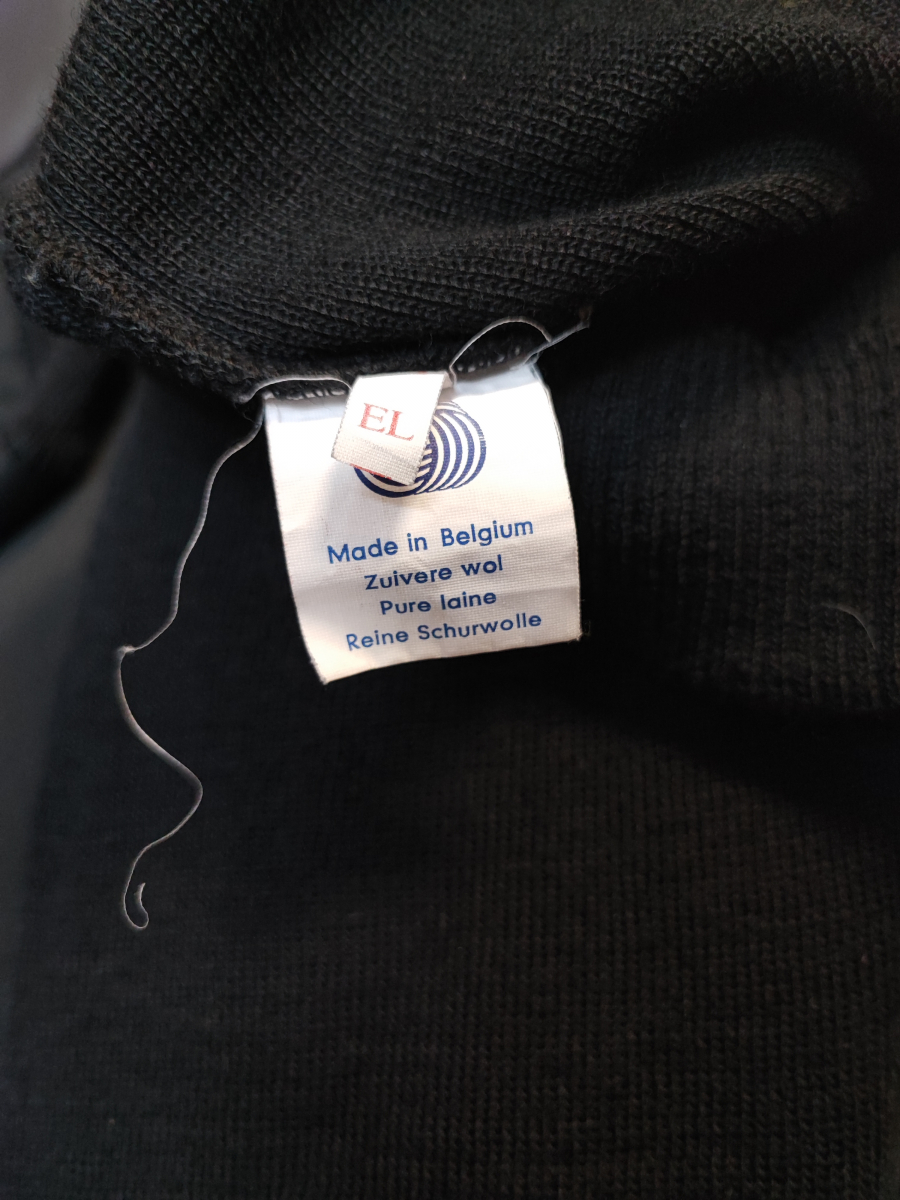 EL
Made in Belgium
Zuivere wol
Pure laine
Reine Schurwolle